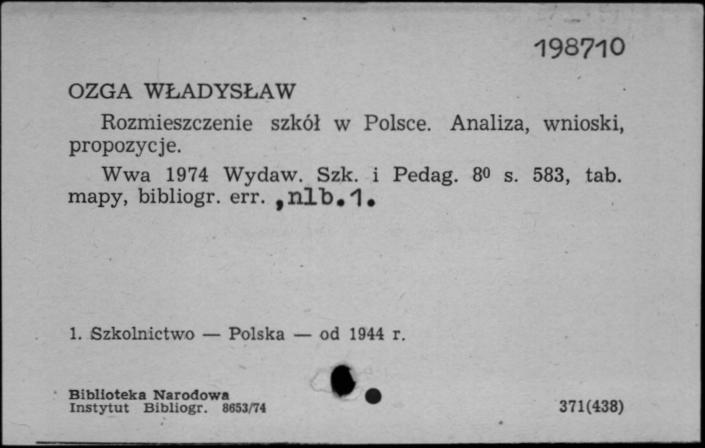 198710
OZGA WŁADYSŁAW
Rozmieszczenie szkół w Polsce. Analiza, wnioski,
propozycje.
Wwa 1974 Wydaw. Szk. i Pedag. 8⁰ s. 583, tab.
mapy, bibliogr. err. ,nlb.1.
1. Szkolnictwo — Polska — od 1944 r.
Biblioteka Narodowa
Instytut Bibliogr. 8653/74
371(438)